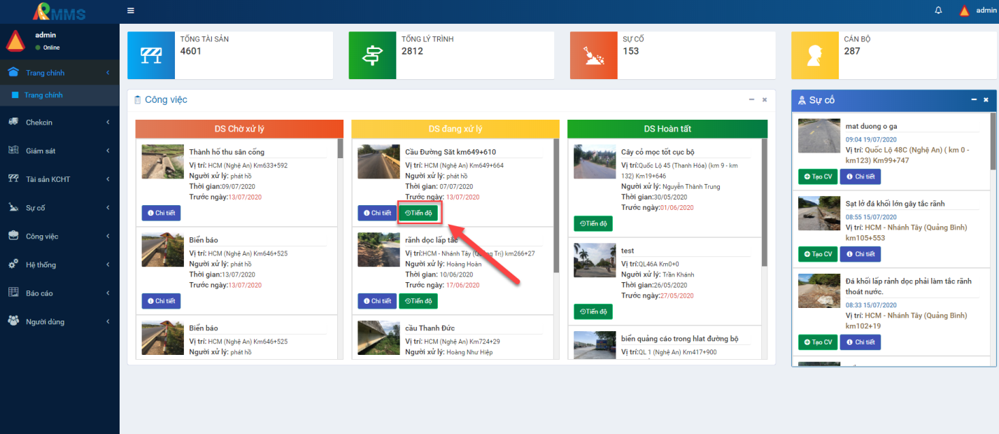 RMMS
admin
admin
Online
Trang chính
Trang chính
Chekcin
Giám sát
Tài sản KCHT
Sự cố
Công việc
Hệ thống
Báo cáo
Người dùng
TỔNG TÀI SẢN
4601
TỔNG LÝ TRÌNH
2812
SỰ CỐ
153
CÁN BỘ
287
Công việc
DS Chờ xử lý
Thành hố thu sân cống
Vị trí: HCM (Nghệ An) Km633+592
Người xử lý: phát hồ
Thời gian:09/07/2020
Trước ngày:13/07/2020
Chi tiết
Biển báo
Vị trí: HCM (Nghệ An) Km646+525
Người xử lý: phát hồ
Thời gian:13/07/2020
Trước ngày:13/07/2020
Chi tiết
Biển báo
Vị trí: HCM (Nghệ An) Km646+525
Người xử lý: phát hồ
DS đang xử lý
Cầu Đường Sắt km649+610
Vị trí: HCM (Nghệ An) Km649+664
Người xử lý: phát hồ
Thời gian: 07/07/2020
Trước ngày: 13/07/2020
Chi tiết
Tiến độ
rãnh dọc lấp tắc
Vị trí:HCM - Nhánh Tây (Quảng Trị) km266+27
Người xử lý: Hoàng Hoàn
Thời gian: 10/06/2020
Trước ngày: 17/06/2020
Chi tiết
Tiến độ
cầu Thanh Đức
Vị trí: HCM (Nghệ An) Km724+29
Người xử lý: Hoàng Như Hiệp
DS Hoàn tất
Cây cỏ mọc tốt cục bộ
Vị trí:Quốc Lộ 45 (Thanh Hóa) (km 9 - km
132) Km19+646
Người xử lý: Nguyễn Thành Trung
Thời gian:30/05/2020
Trước ngày:01/06/2020
Tiến độ
test
Vị trí:QL46A Km0+0
Người xử lý: Trần Khánh
Thời gian:26/05/2020
Trước ngày:27/05/2020
Tiến độ
biển quảng cáo trong hlat đường bộ
Vị trí:QL 1 (Nghệ An) Km417+900
Sự cố
mat duong o ga
09:04 19/07/2020
Vị trí: Quốc Lộ 48C (Nghệ An) ( km 0 -
km123) Km99+747
Tạo CV
Chi tiết
Sạt lở đá khối lớn gây tắc rãnh
08:55 15/07/2020
Vị trí: HCM - Nhánh Tây (Quảng Bình)
km105+553
Tạo CV
Chi tiết
Đá khối lấp rảnh dọc phải làm tắc rãnh
thoát nước.
08:33 15/07/2020
Vị trí: HCM - Nhánh Tây (Quảng Bình)
km102+19
Tạo CV
Chi tiết